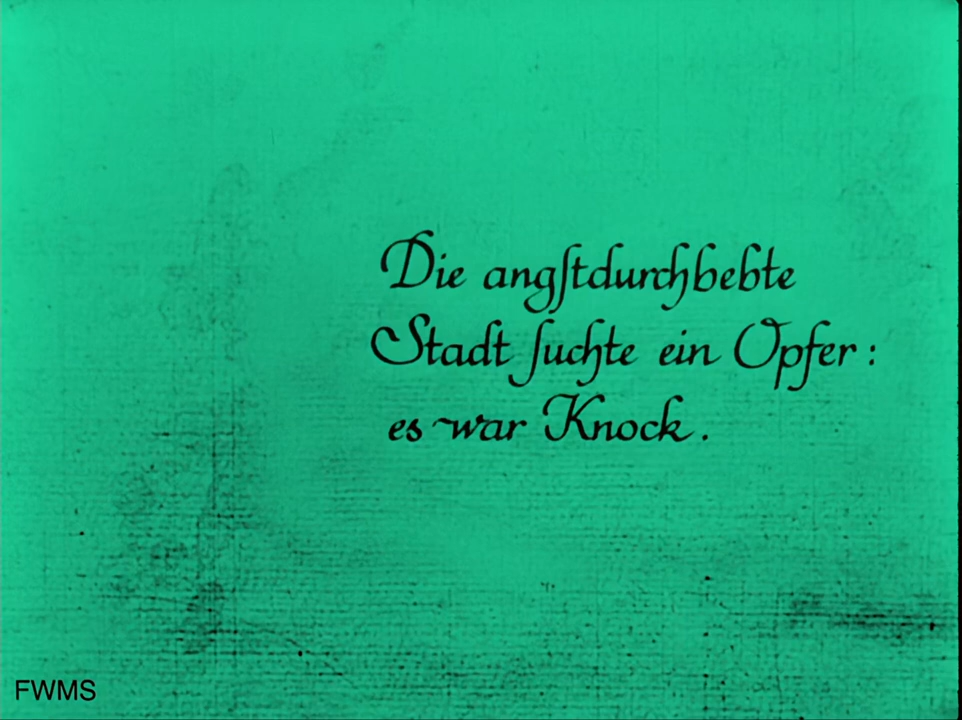 Die angſtdurchbebte
Stadt ſuchte ein Opfer :
es war Knock .
FWMS